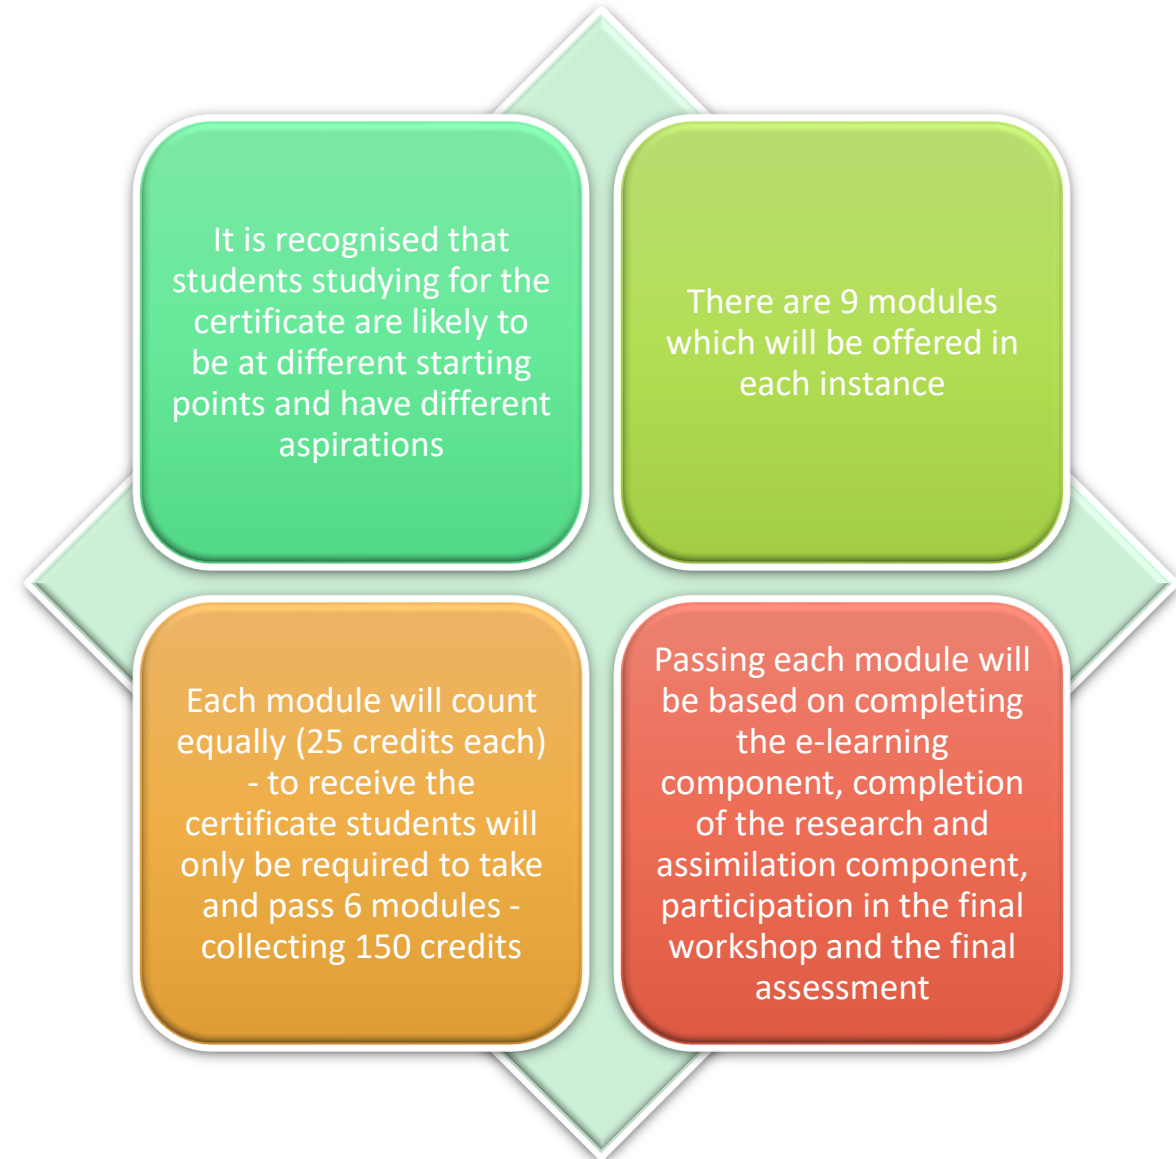 It is recognised that
students studying for the
certificate are likely to
be at different starting
points and have different
aspirations
There are 9 modules
which will be offered in
each instance
Each module will count
equally (25 credits each)
- to receive the
certificate students will
only be required to take
and pass 6 modules -
collecting 150 credits
Passing each module will
be based on completing
the e-learning
component, completion
of the research and
assimilation component,
participation in the final
workshop and the final
assessment